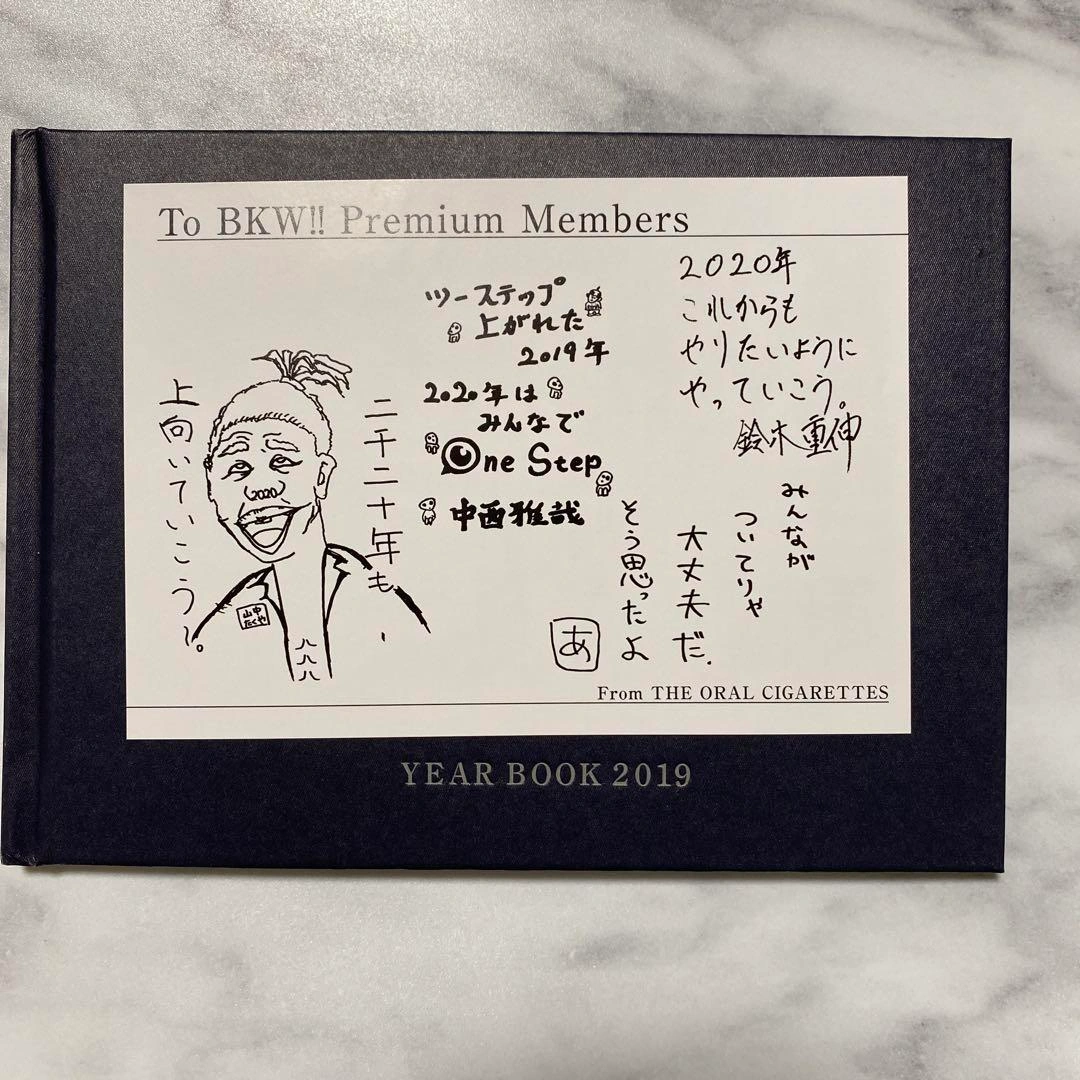 To BKW!! Premium Members
二千二十年も、
上向いていこう〜。
2020
山中
たくや
ハハハ
ツーステップ
上がれた
2019年
2020年は
みんなで
One Step
中西雅哉
2020年
これからも
やりたいように
やっていこう。
鈴木重伸
みんなが
ついてりゃ
大丈夫だ.
そう思ったよ
あ
From THE ORAL CIGARETTES
YEAR BOOK 2019